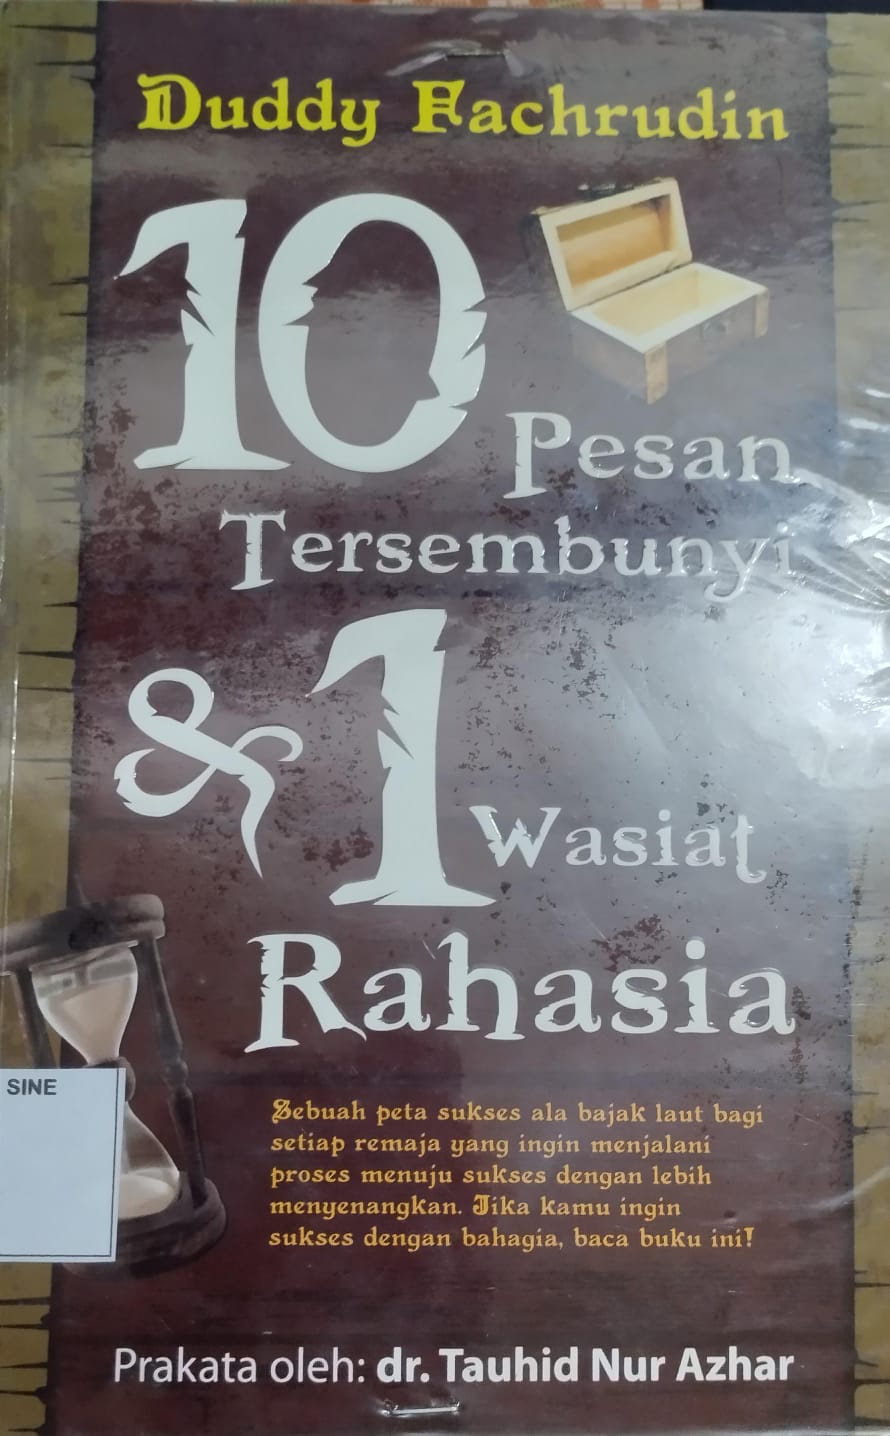 Duddy Fachrudin
10 Pesan
Tersembunyi
& 1 Wasiat
Rahasia
SINE
Sebuah peta sukses ala bajak laut bagi
setiap remaja yang ingin menjalani
proses menuju sukses dengan lebih
menyenangkan. Jika kamu ingin
sukses dengan bahagia, baca buku ini!
Prakata oleh: dr. Tauhid Nur Azhar